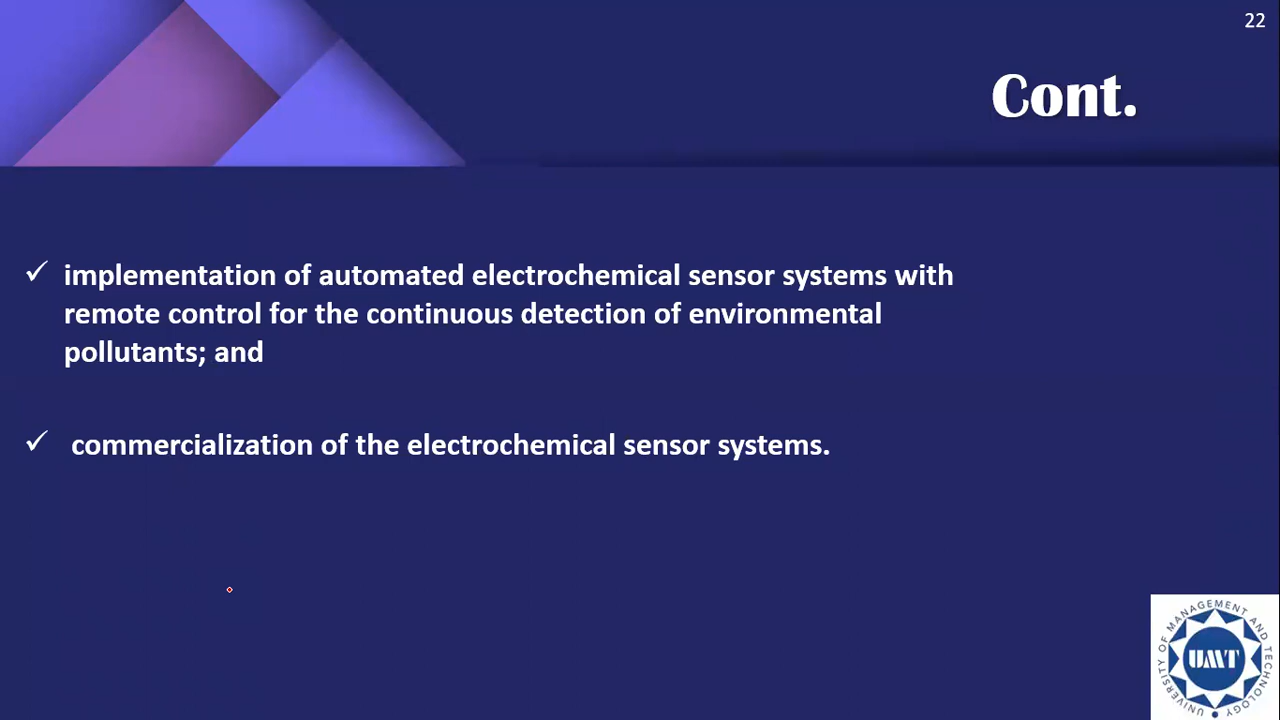 22
Cont.
✓ implementation of automated electrochemical sensor systems with
remote control for the continuous detection of environmental
pollutants; and
✓ commercialization of the electrochemical sensor systems.
UNIVERSITY OF MANAGEMENT AND TECHNOLOGY
UMT